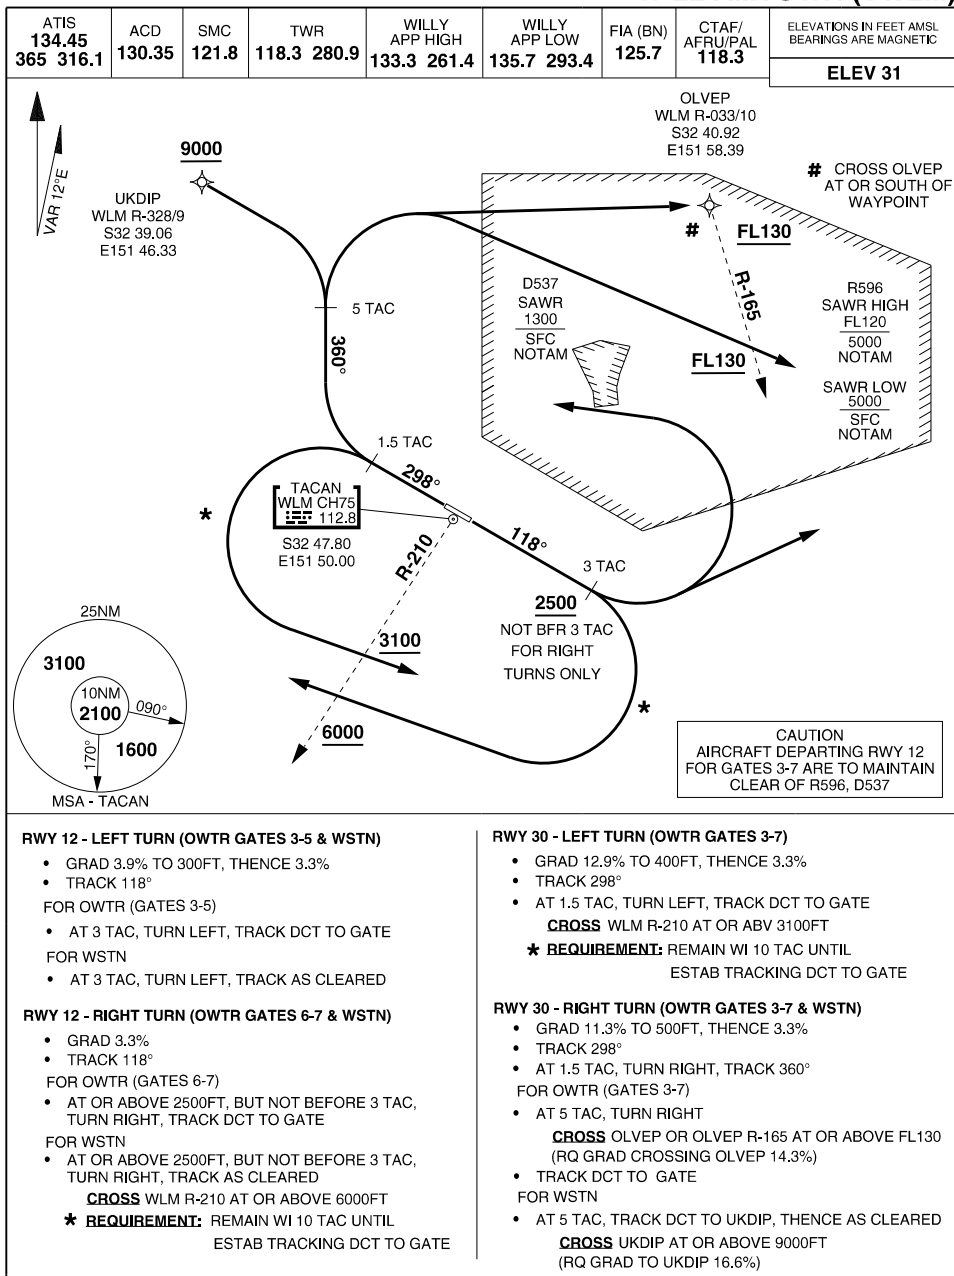 ATIS
134.45
365 316.1
ACD
130.35
SMC
121.8
TWR
118.3 280.9
WILLY
APP HIGH
133.3 261.4
WILLY
APP LOW
135.7 293.4
FIA (BN)
125.7
CTAF/
AFRU/PAL
118.3
ELEVATIONS IN FEET AMSL
BEARINGS ARE MAGNETIC
ELEV 31
VAR 12°E
9000
UKDIP
WLM R-328/9
S32 39.06
E151 46.33
OLVEP
WLM R-033/10
S32 40.92
E151 58.39
# CROSS OLVEP
AT OR SOUTH OF
WAYPOINT
#
FL130
R-165
5 TAC
D537
SAWR
1300
SFC
NOTAM
R596
SAWR HIGH
FL120
5000
NOTAM
SAWR LOW
5000
SFC
NOTAM
360°
FL130
1.5 TAC
298°
TACAN
WLM CH75
112.8
S32 47.80
E151 50.00
*
R-210
118°
3 TAC
2500
NOT BFR 3 TAC
FOR RIGHT
TURNS ONLY
3100
*
6000
25NM
3100
10NM
2100
090°
1600
170°
MSA - TACAN
CAUTION
AIRCRAFT DEPARTING RWY 12
FOR GATES 3-7 ARE TO MAINTAIN
CLEAR OF R596, D537
RWY 12 - LEFT TURN (OWTR GATES 3-5 & WSTN)
• GRAD 3.9% TO 300FT, THENCE 3.3%
• TRACK 118°
FOR OWTR (GATES 3-5)
• AT 3 TAC, TURN LEFT, TRACK DCT TO GATE
FOR WSTN
• AT 3 TAC, TURN LEFT, TRACK AS CLEARED
RWY 12 - RIGHT TURN (OWTR GATES 6-7 & WSTN)
• GRAD 3.3%
• TRACK 118°
FOR OWTR (GATES 6-7)
• AT OR ABOVE 2500FT, BUT NOT BEFORE 3 TAC,
TURN RIGHT, TRACK DCT TO GATE
FOR WSTN
• AT OR ABOVE 2500FT, BUT NOT BEFORE 3 TAC,
TURN RIGHT, TRACK AS CLEARED
CROSS WLM R-210 AT OR ABOVE 6000FT
* REQUIREMENT: REMAIN WI 10 TAC UNTIL
ESTAB TRACKING DCT TO GATE
RWY 30 - LEFT TURN (OWTR GATES 3-7)
• GRAD 12.9% TO 400FT, THENCE 3.3%
• TRACK 298°
• AT 1.5 TAC, TURN LEFT, TRACK DCT TO GATE
CROSS WLM R-210 AT OR ABV 3100FT
* REQUIREMENT: REMAIN WI 10 TAC UNTIL
ESTAB TRACKING DCT TO GATE
RWY 30 - RIGHT TURN (OWTR GATES 3-7 & WSTN)
• GRAD 11.3% TO 500FT, THENCE 3.3%
• TRACK 298°
• AT 1.5 TAC, TURN RIGHT, TRACK 360°
FOR OWTR (GATES 3-7)
• AT 5 TAC, TURN RIGHT
CROSS OLVEP OR OLVEP R-165 AT OR ABOVE FL130
(RQ GRAD CROSSING OLVEP 14.3%)
• TRACK DCT TO GATE
FOR WSTN
• AT 5 TAC, TRACK DCT TO UKDIP, THENCE AS CLEARED
CROSS UKDIP AT OR ABOVE 9000FT
(RQ GRAD TO UKDIP 16.6%)